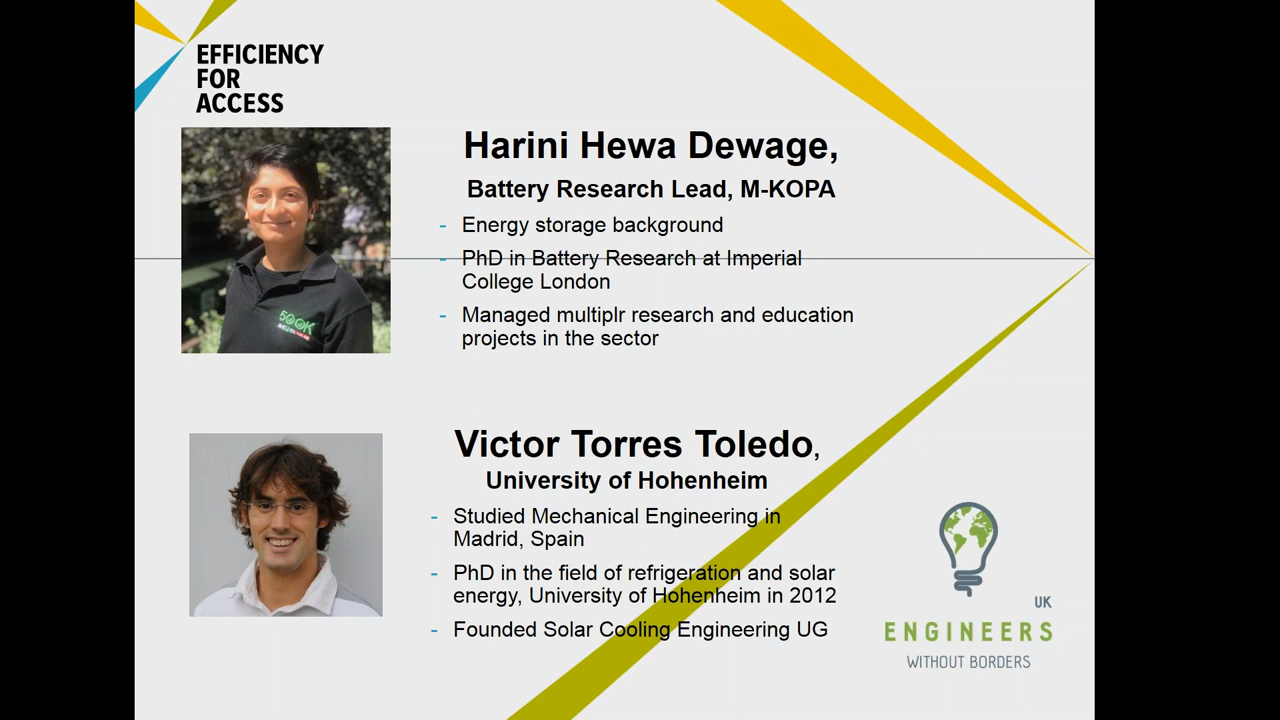 EFFICIENCY
FOR
ACCESS
Harini Hewa Dewage,
Battery Research Lead, M-KOPA
- Energy storage background
- PhD in Battery Research at Imperial
College London
- Managed multiplr research and education
projects in the sector
500K
Victor Torres Toledo,
University of Hohenheim
- Studied Mechanical Engineering in
Madrid, Spain
- PhD in the field of refrigeration and solar
energy, University of Hohenheim in 2012
- Founded Solar Cooling Engineering UG
UK
ENGINEERS
WITHOUT BORDERS